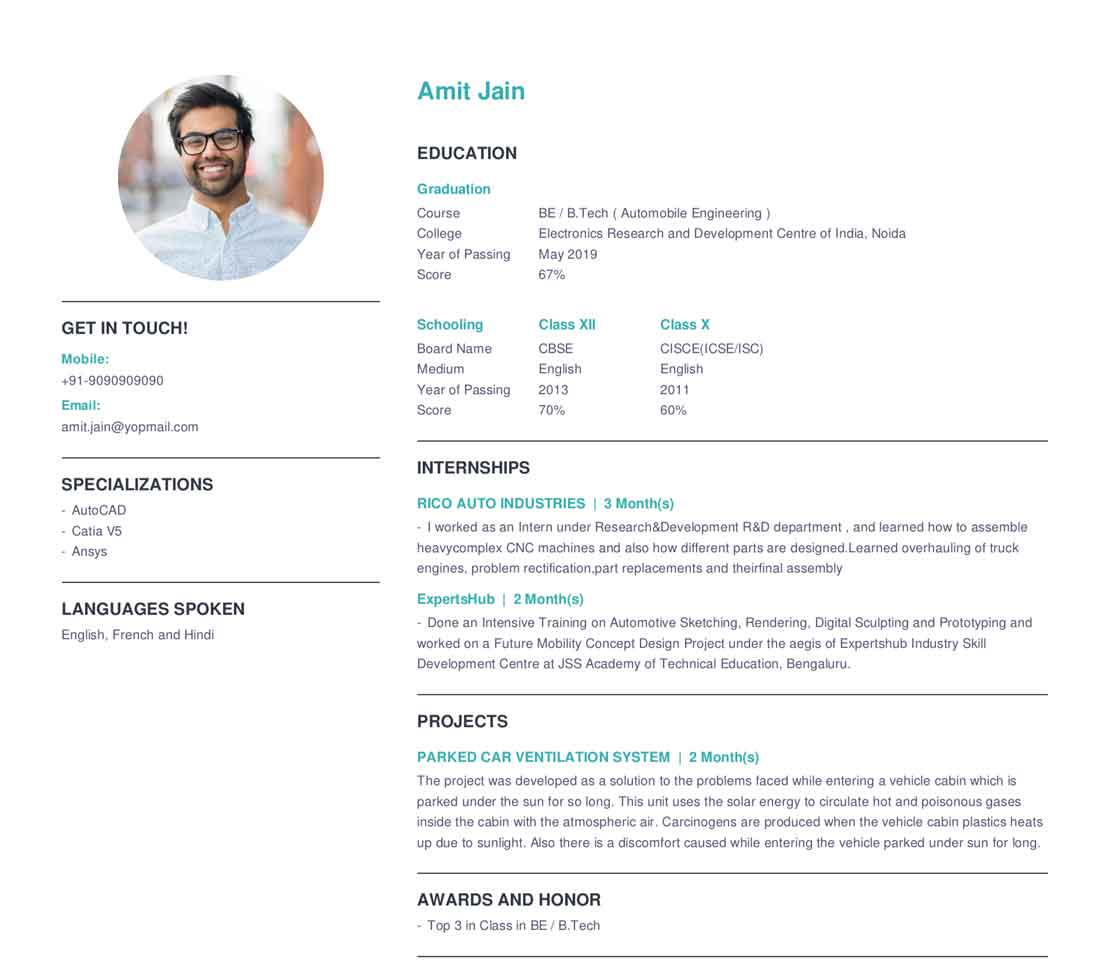 Amit Jain
GET IN TOUCH!
Mobile:
+91-9090909090
Email:
amit.jain@yopmail.com
SPECIALIZATIONS
- AutoCAD
- Catia V5
- Ansys
LANGUAGES SPOKEN
English, French and Hindi
EDUCATION
Graduation
Course BE / B.Tech ( Automobile Engineering )
College Electronics Research and Development Centre of India, Noida
Year of Passing May 2019
Score 67%
Schooling Class XII Class X
Board Name CBSE CISCE(ICSE/ISC)
Medium English English
Year of Passing 2013 2011
Score 70% 60%
INTERNSHIPS
RICO AUTO INDUSTRIES | 3 Month(s)
- I worked as an Intern under Research&Development R&D department , and learned how to assemble
heavycomplex CNC machines and also how different parts are designed.Learned overhauling of truck
engines, problem rectification,part replacements and theirfinal assembly
ExpertsHub | 2 Month(s)
- Done an Intensive Training on Automotive Sketching, Rendering, Digital Sculpting and Prototyping and
worked on a Future Mobility Concept Design Project under the aegis of Expertshub Industry Skill
Development Centre at JSS Academy of Technical Education, Bengaluru.
PROJECTS
PARKED CAR VENTILATION SYSTEM | 2 Month(s)
The project was developed as a solution to the problems faced while entering a vehicle cabin which is
parked under the sun for so long. This unit uses the solar energy to circulate hot and poisonous gases
inside the cabin with the atmospheric air. Carcinogens are produced when the vehicle cabin plastics heats
up due to sunlight. Also there is a discomfort caused while entering the vehicle parked under sun for long.
AWARDS AND HONOR
- Top 3 in Class in BE / B.Tech